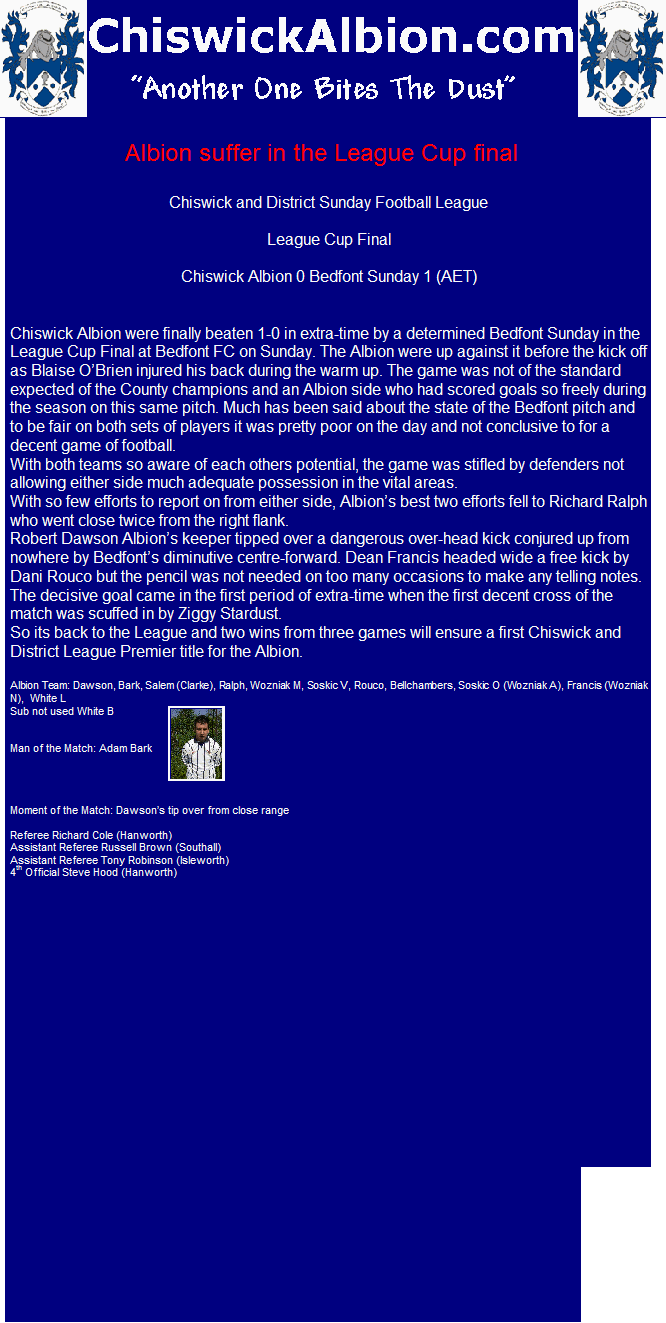 ChiswickAlbion.com
"Another One Bites The Dust"
Albion suffer in the League Cup final
Chiswick and District Sunday Football League
League Cup Final
Chiswick Albion 0 Bedfont Sunday 1 (AET)
Chiswick Albion were finally beaten 1-0 in extra-time by a determined Bedfont Sunday in the
League Cup Final at Bedfont FC on Sunday. The Albion were up against it before the kick off
as Blaise O'Brien injured his back during the warm up. The game was not of the standard
expected of the County champions and an Albion side who had scored goals so freely during
the season on this same pitch. Much has been said about the state of the Bedfont pitch and
to be fair on both sets of players it was pretty poor on the day and not conclusive to for a
decent game of football.
With both teams so aware of each others potential, the game was stifled by defenders not
allowing either side much adequate possession in the vital areas.
With so few efforts to report on from either side, Albion's best two efforts fell to Richard Ralph
who went close twice from the right flank.
Robert Dawson Albion's keeper tipped over a dangerous over-head kick conjured up from
nowhere by Bedfont's diminutive centre-forward. Dean Francis headed wide a free kick by
Dani Rouco but the pencil was not needed on too many occasions to make any telling notes.
The decisive goal came in the first period of extra-time when the first decent cross of the
match was scuffed in by Ziggy Stardust.
So its back to the League and two wins from three games will ensure a first Chiswick and
District League Premier title for the Albion.
Albion Team: Dawson, Bark, Salem (Clarke), Ralph, Wozniak M, Soskic V, Rouco, Bellchambers, Soskic O (Wozniak A), Francis (Wozniak
N), White L
Sub not used White B
Man of the Match: Adam Bark
Moment of the Match: Dawson's tip over from close range
Referee Richard Cole (Hanworth)
Assistant Referee Russell Brown (Southall)
Assistant Referee Tony Robinson (Isleworth)
4th Official Steve Hood (Hanworth)